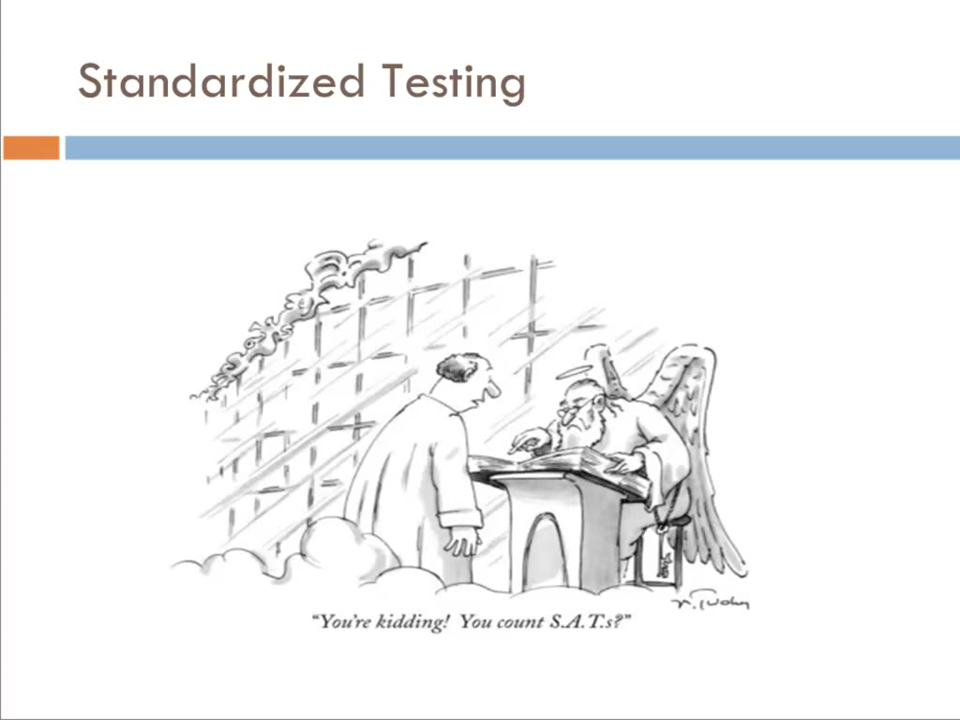 Standardized Testing
“You’re kidding! You count S.A.T.s?”